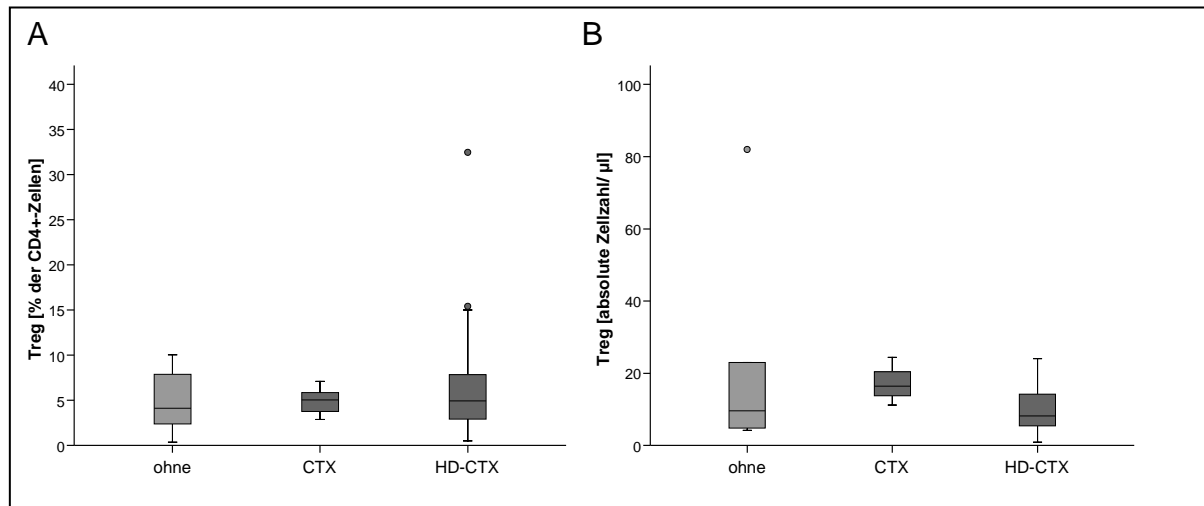 A
B
Treg [% der CD4+-Zellen]
40
35
30
25
20
15
10
5
0
ohne
CTX
HD-CTX
Treg [absolute Zellzahl/ µl]
100
80
60
40
20
0
ohne
CTX
HD-CTX